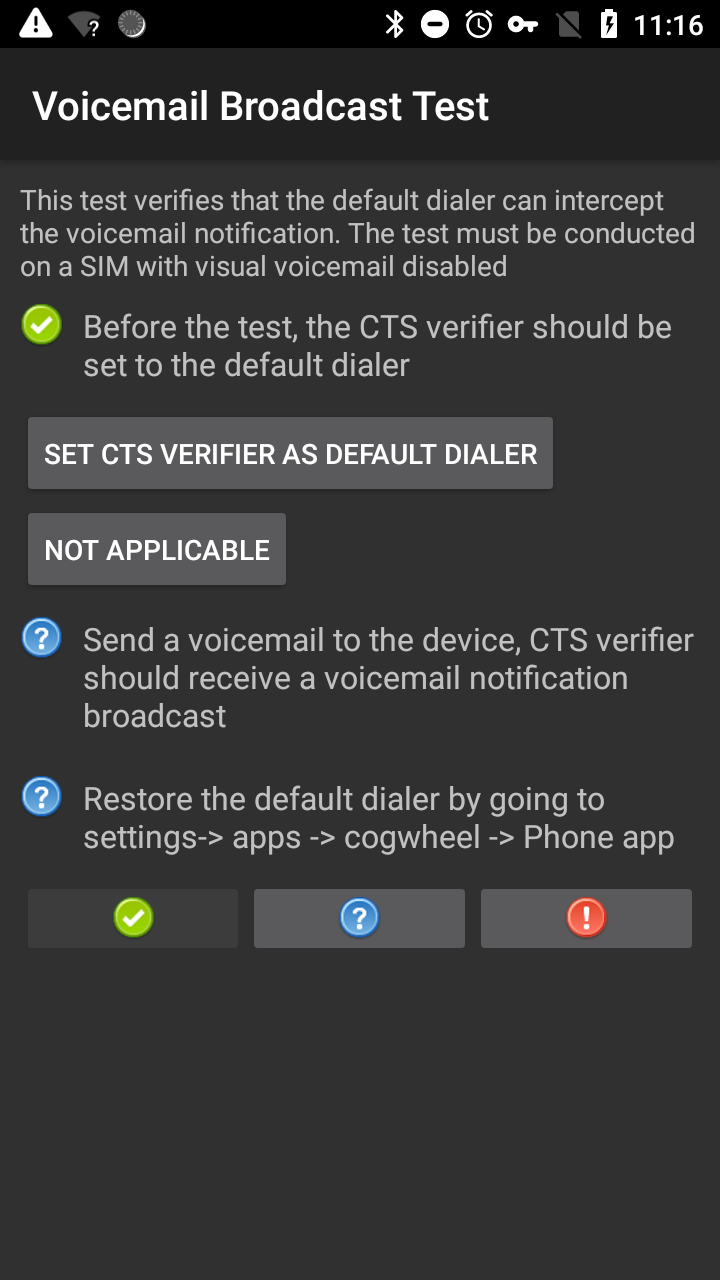 11:16
Voicemail Broadcast Test
This test verifies that the default dialer can intercept
the voicemail notification. The test must be conducted
on a SIM with visual voicemail disabled
Before the test, the CTS verifier should be
set to the default dialer
SET CTS VERIFIER AS DEFAULT DIALER
NOT APPLICABLE
Send a voicemail to the device, CTS verifier
should receive a voicemail notification
broadcast
Restore the default dialer by going to
settings-> apps -> cogwheel -> Phone app